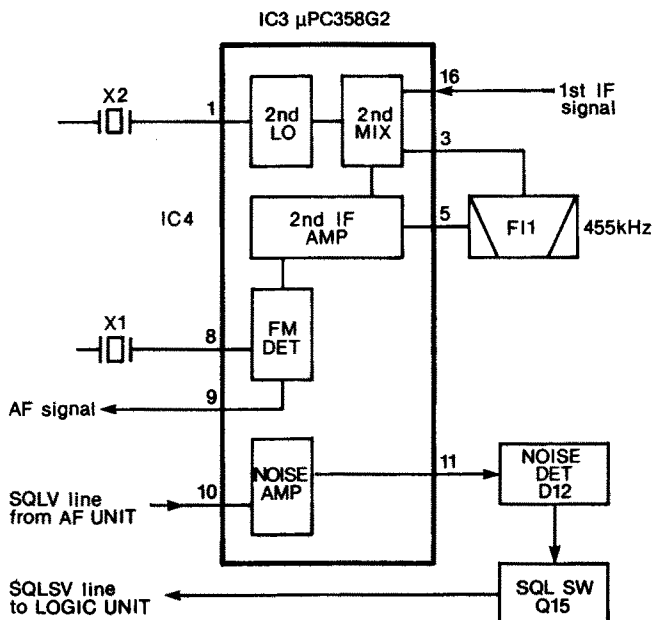 IC3 μPC358G2
X2
1
2nd
LO
2nd
MIX
16
1st IF
signal
3
IC4
2nd IF
AMP
5
FI1
455kHz
X1
8
FM
DET
9
AF signal
NOISE
AMP
10
11
NOISE
DET
D12
SQLV line
from AF UNIT
SQLSV line
to LOGIC UNIT
SQL SW
Q15